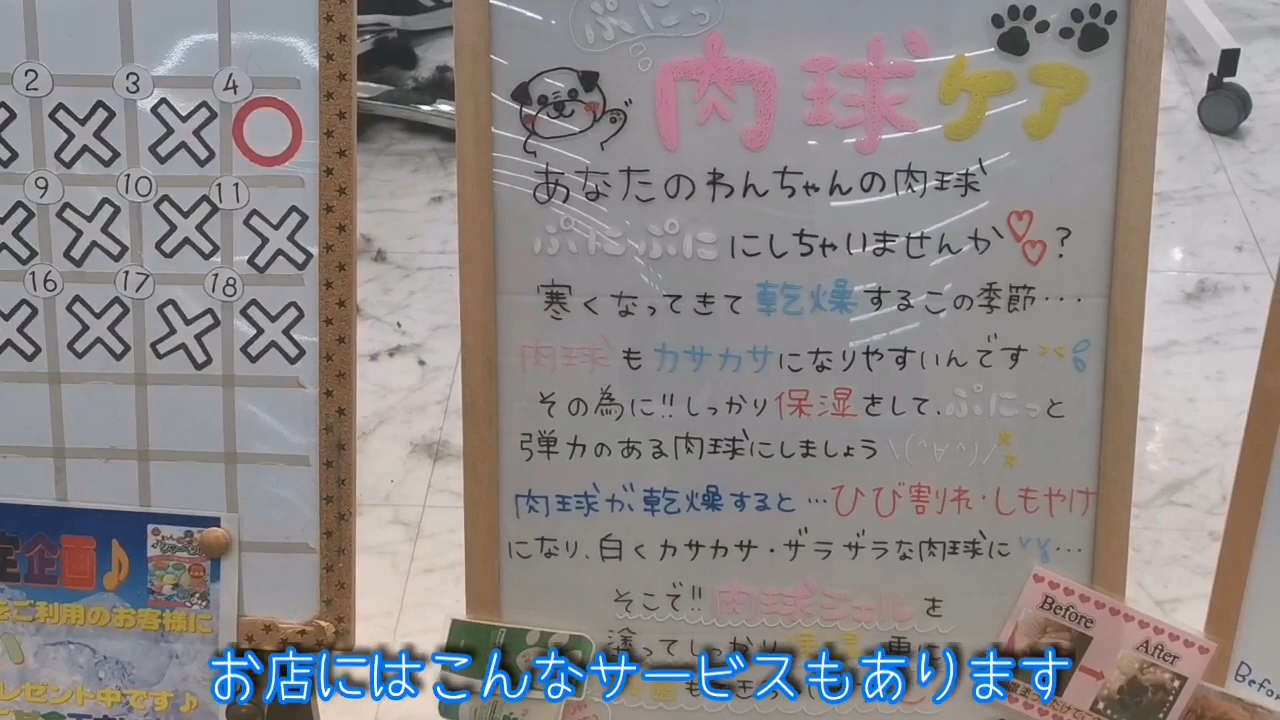 2 3 4
9 10 11
16 17 18
定企画♪
をご利用のお客様に
レゼント中です♪
ぷにっ
肉球ケア
あなたのわんちゃんの肉球
ぷにぷににしちゃいませんか♡♡?
寒くなってきて乾燥するこの季節…
肉球もカサカサになりやすいんです
その為に!!しっかり保湿をして、ぷにっと
弾力のある肉球にしましょう\(^∀^)/
肉球が乾燥すると…ひび割れ・しもやけ
になり、白くカサカサ・ザラザラな肉球に…
そこで!!肉球ジェルを
塗ってしっかり
Before
After
お店にはこんなサービスもあります